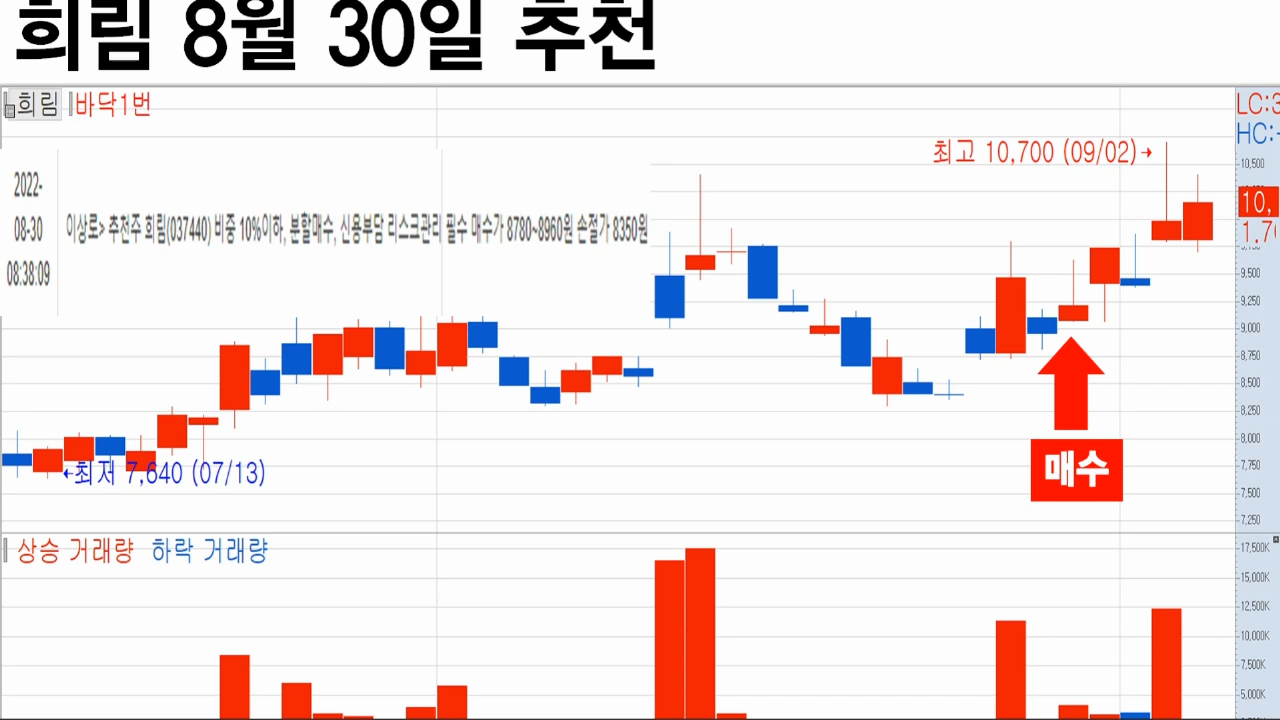 희림 8월 30일 추천
희림 바닥1번
LC:3
HC:-
최고 10,700 (09/02)→
2022-
08-30
08:38:09
이상로> 추천주 희림(037440) 비중 10%이하, 분할매수, 신용부담 리스크관리 필수 매수가 8780~8960원 손절가 8350원
10,500
10,
1,70
9,500
9,250
9,000
8,750
8,500
8,250
8,000
7,750
7,500
7,250
←최저 7,640 (07/13)
매수
상승 거래량 하락 거래량
17,500K
15,000K
12,500K
10,000K
7,500K
5,000K